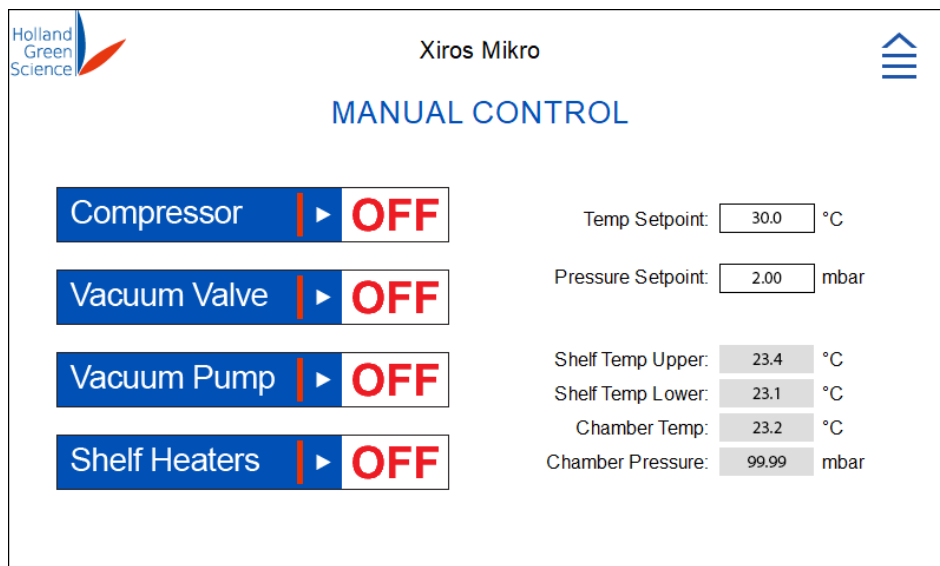 Holland
Green
Science
Xiros Mikro
MANUAL CONTROL
Compressor OFF
Vacuum Valve OFF
Vacuum Pump OFF
Shelf Heaters OFF
Temp Setpoint: 30.0 °C
Pressure Setpoint: 2.00 mbar
Shelf Temp Upper: 23.4 °C
Shelf Temp Lower: 23.1 °C
Chamber Temp: 23.2 °C
Chamber Pressure: 99.99 mbar